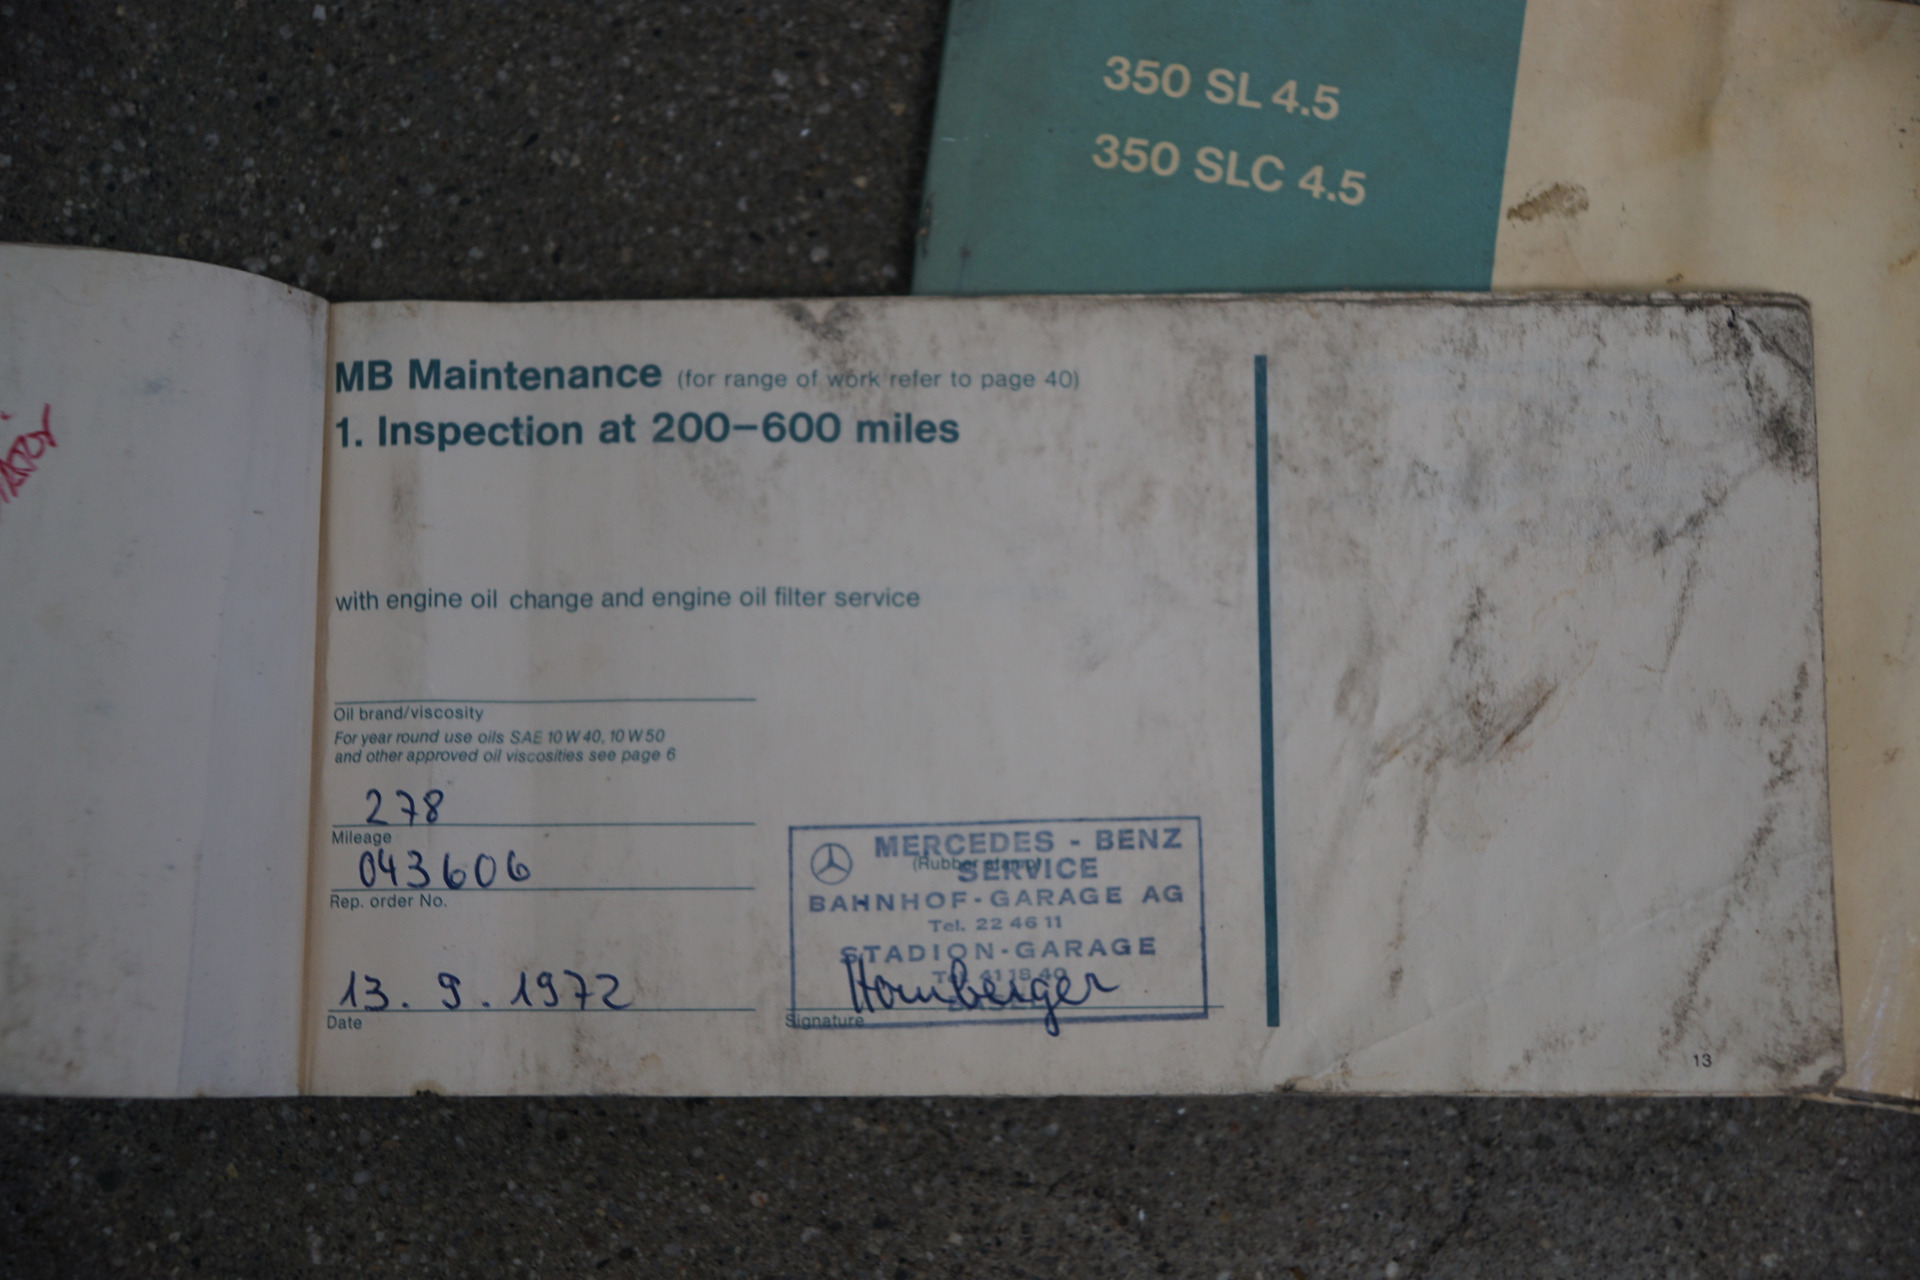 350 SL 4.5
350 SLC 4.5
MB Maintenance (for range of work refer to page 40)
1. Inspection at 200–600 miles
with engine oil change and engine oil filter service
Oil brand/viscosity
For year round use oils SAE 10 W 40, 10 W 50
and other approved oil viscosities see page 6
278
Mileage
043606
Rep. order No.
13. 9. 1972
Date
MERCEDES - BENZ
(Rubber stamp)
SERVICE
BAHNHOF - GARAGE AG
Tel. 22 46 11
STADION - GARAGE
41 18 40
Homberger
Signature
13